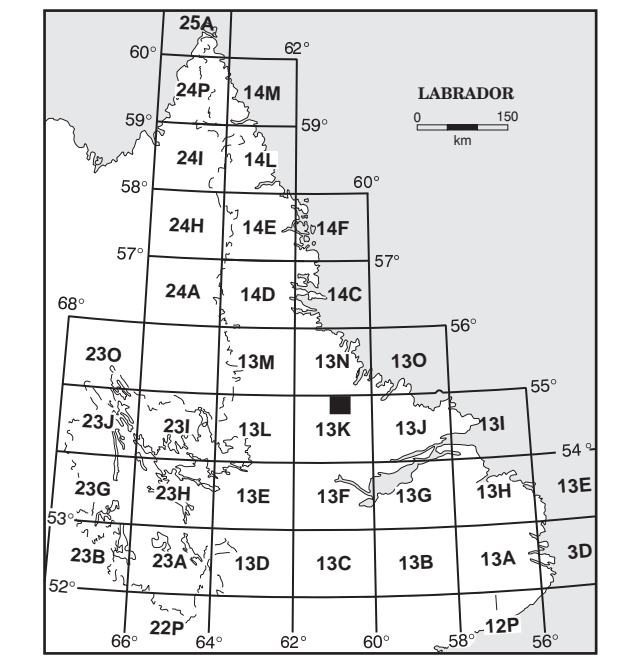 25A
60° 62°
24P 14M
LABRADOR
0 150
km
59° 59°
24I 14L
58° 60°
24H 14E 14F
57° 57°
24A 14D 14C
68° 56°
23O 13M 13N 13O
55°
23J 23I 13L 13K 13J 13I
54°
23G 23H 13E 13F 13G 13H 13E
53°
23B 23A 13D 13C 13B 13A 3D
52°
22P 12P
66° 64° 62° 60° 58° 56°